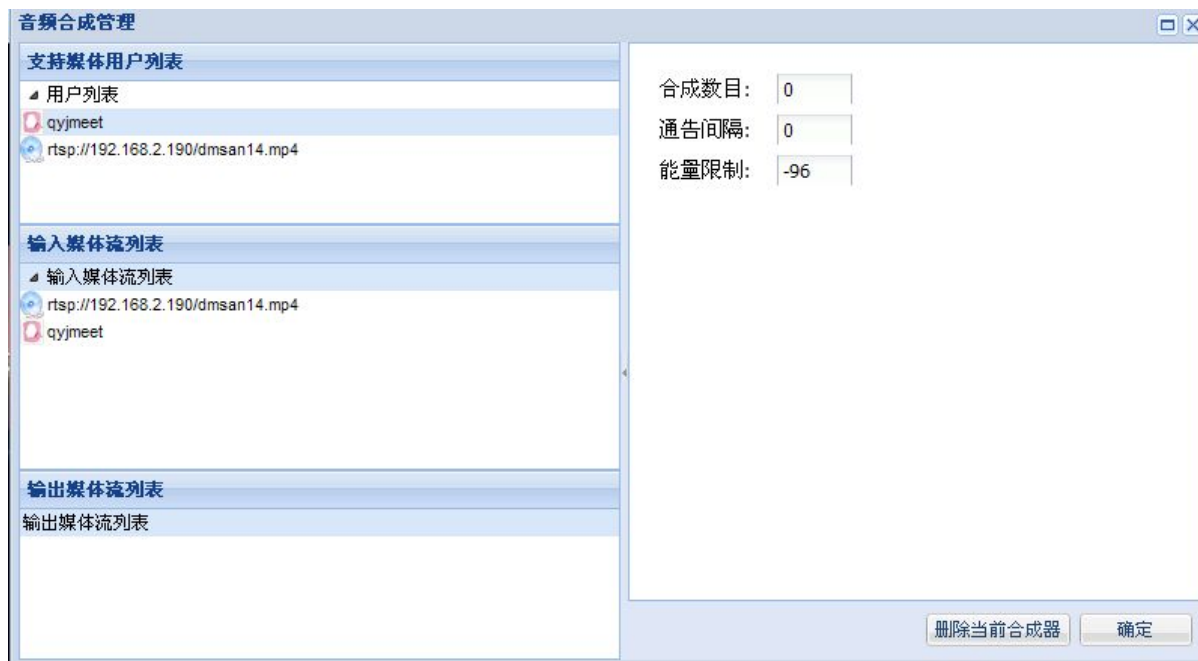 音频合成管理
支持媒体用户列表
用户列表
qyjmeet
rtsp://192.168.2.190/dmsan14.mp4
输入媒体流列表
输入媒体流列表
rtsp://192.168.2.190/dmsan14.mp4
qyjmeet
输出媒体流列表
输出媒体流列表
合成数目: 0
通告间隔: 0
能量限制: -96
删除当前合成器 确定